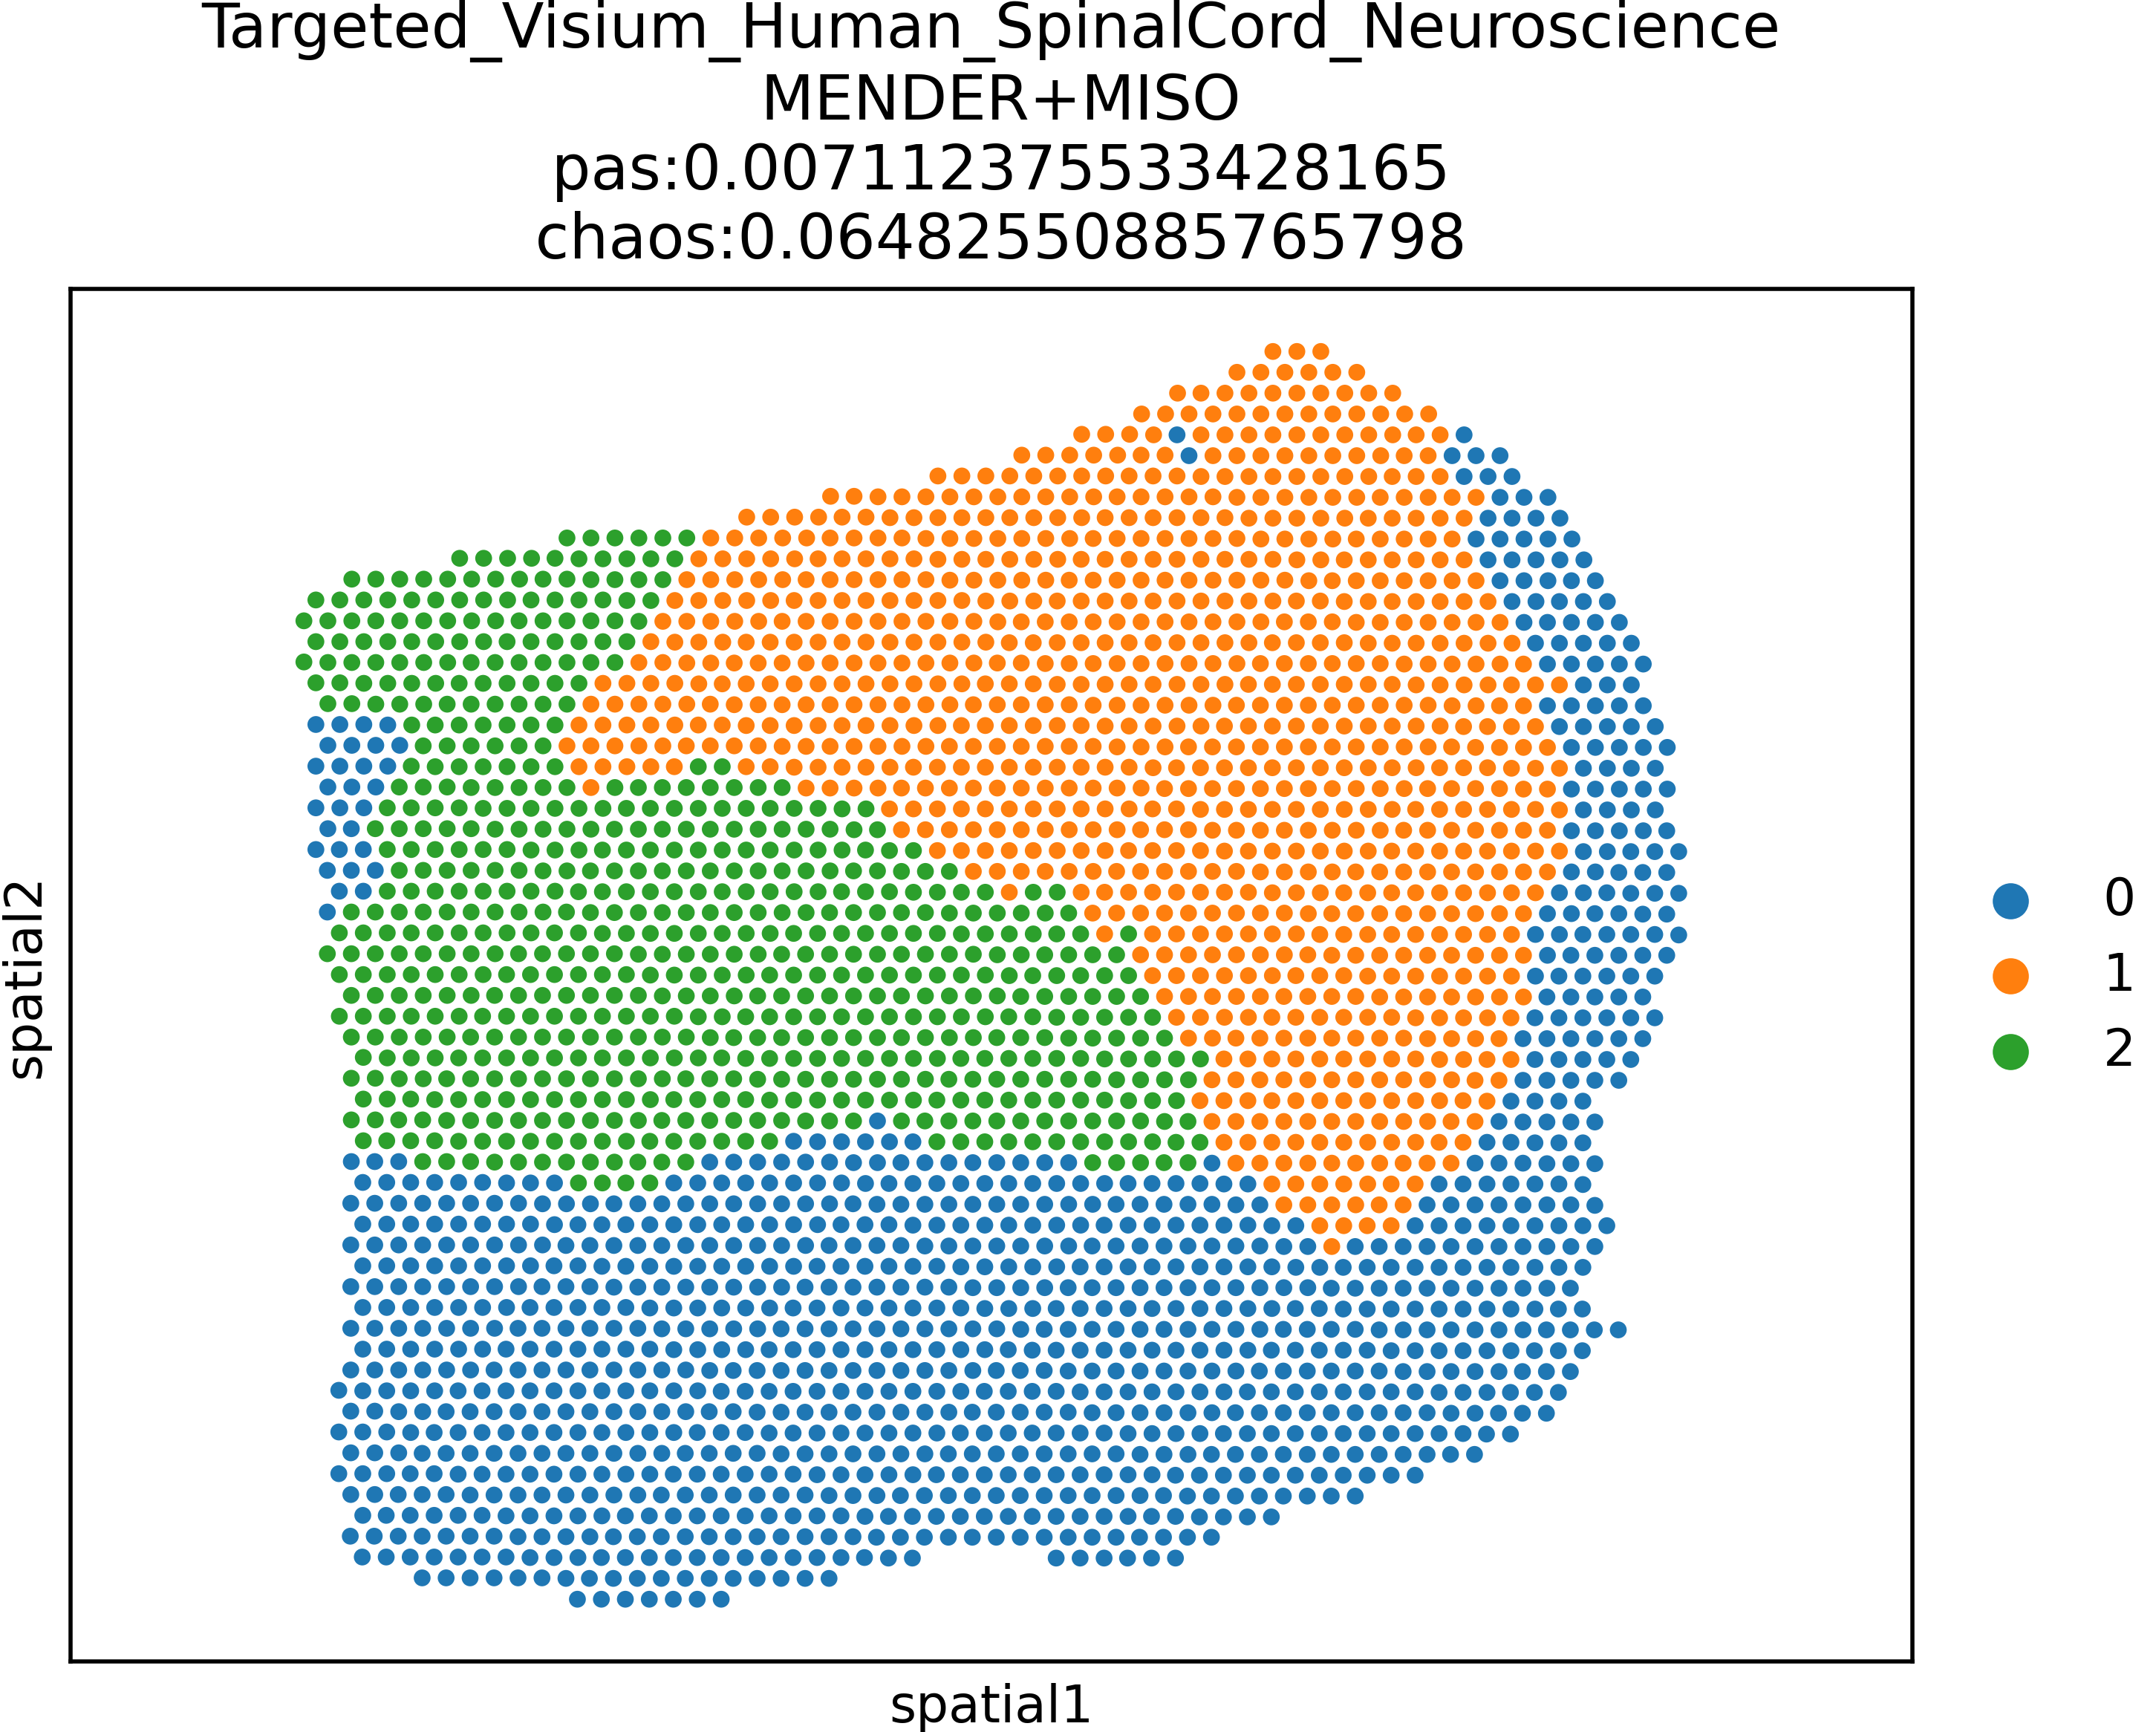 Targeted_Visium_Human_SpinalCord_Neuroscience
MENDER+MISO
pas:0.007112375533428165
chaos:0.06482550885765798
spatial2
0
1
2
spatial1